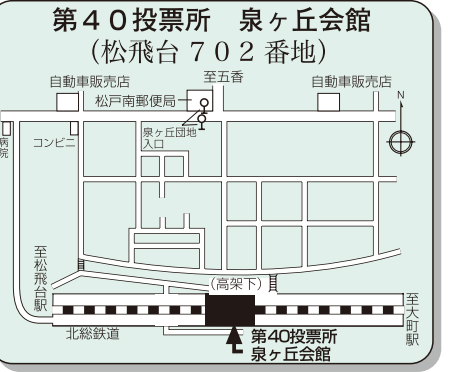 第４０投票所　泉ヶ丘会館
（松飛台７０２番地）
至五香
自動車販売店
自動車販売店
松戸南郵便局
N
泉ヶ丘団地
入口
病院
コンビニ
至松飛台駅
（高架下）
至大町駅
北総鉄道
第40投票所
泉ヶ丘会館